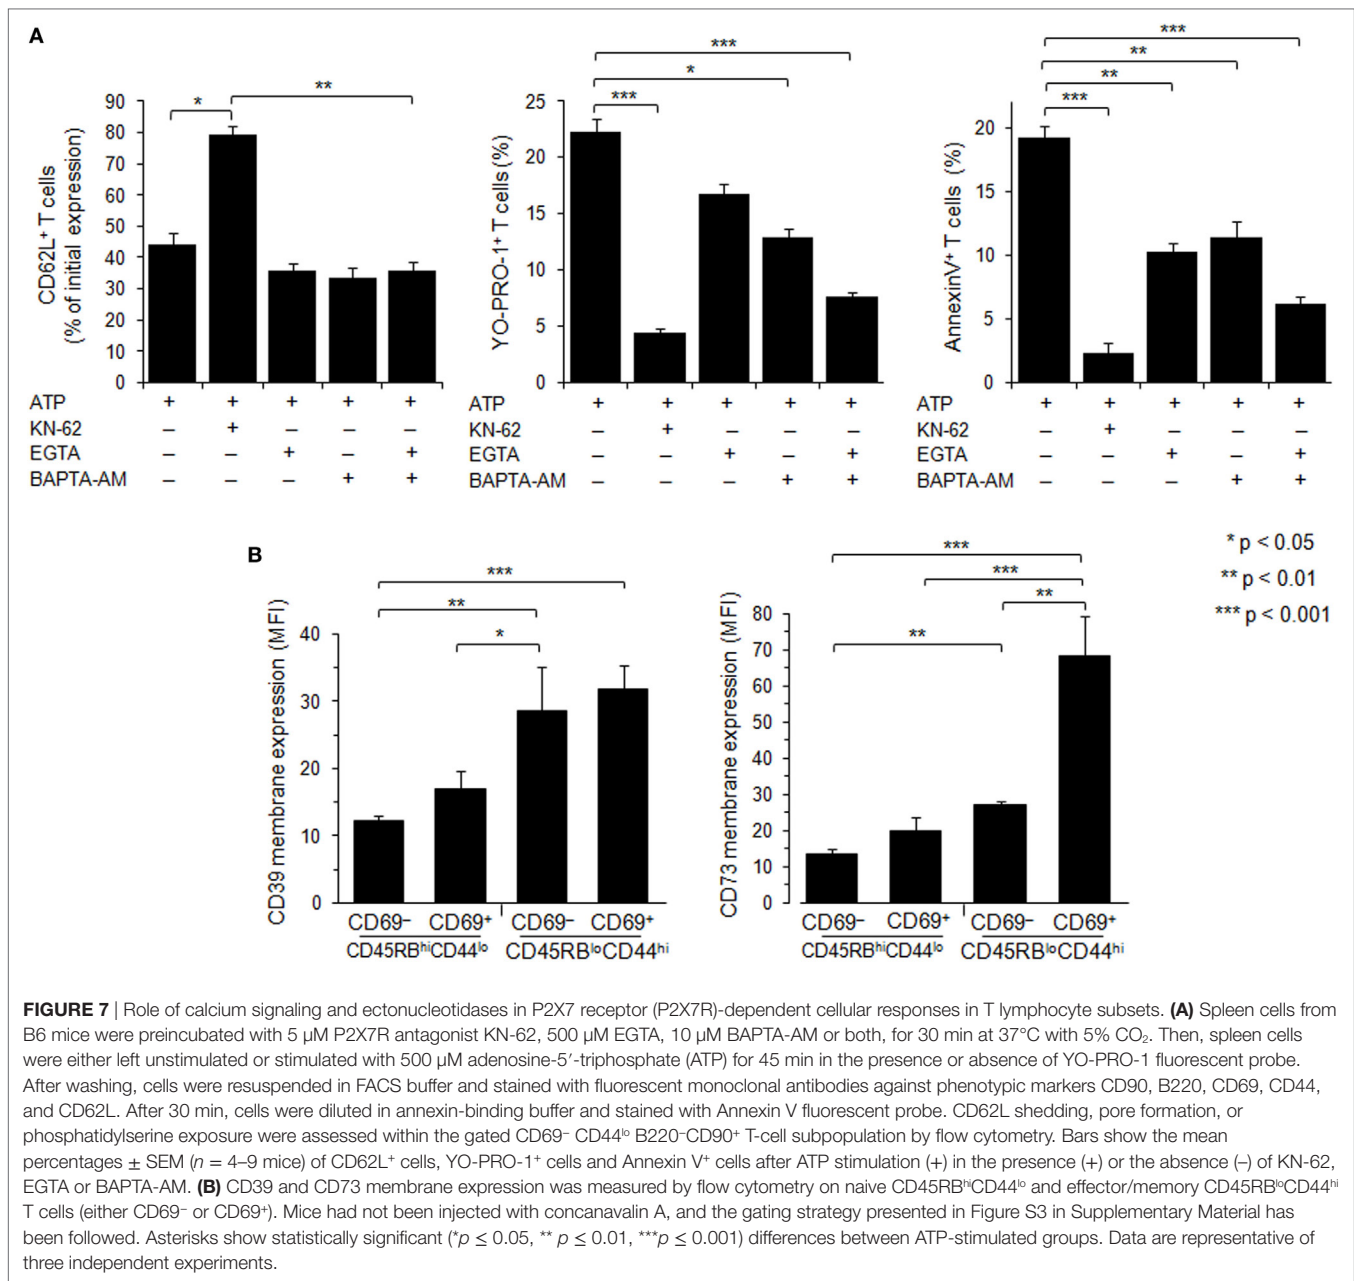 A
***
***
***
*
**
*
**
***
**
***
CD62L⁺ T cells
(% of initial expression)
90
80
70
60
50
40
30
20
10
0
YO-PRO-1⁺ T cells (%)
25
20
15
10
5
0
AnnexinV⁺ T cells (%)
20
15
10
5
0
ATP + + + + +
KN-62 – + – – –
EGTA – – + – +
BAPTA-AM – – – + +
ATP + + + + +
KN-62 – + – – –
EGTA – – + – +
BAPTA-AM – – – + +
ATP + + + + +
KN-62 – + – – –
EGTA – – + – +
BAPTA-AM – – – + +
B
***
**
*
CD39 membrane expression (MFI)
40
30
20
10
0
CD69⁻ CD69⁺ CD69⁻ CD69⁺
CD45RBʰⁱCD44ˡᵒ CD45RBˡᵒCD44ʰⁱ
***
***
**
**
CD73 membrane expression (MFI)
80
70
60
50
40
30
20
10
0
CD69⁻ CD69⁺ CD69⁻ CD69⁺
CD45RBʰⁱCD44ˡᵒ CD45RBˡᵒCD44ʰⁱ
* p < 0.05
** p < 0.01
*** p < 0.001
FIGURE 7 | Role of calcium signaling and ectonucleotidases in P2X7 receptor (P2X7R)-dependent cellular responses in T lymphocyte subsets. (A) Spleen cells from
B6 mice were preincubated with 5 µM P2X7R antagonist KN-62, 500 µM EGTA, 10 µM BAPTA-AM or both, for 30 min at 37°C with 5% CO₂. Then, spleen cells
were either left unstimulated or stimulated with 500 µM adenosine-5′-triphosphate (ATP) for 45 min in the presence or absence of YO-PRO-1 fluorescent probe.
After washing, cells were resuspended in FACS buffer and stained with fluorescent monoclonal antibodies against phenotypic markers CD90, B220, CD69, CD44,
and CD62L. After 30 min, cells were diluted in annexin-binding buffer and stained with Annexin V fluorescent probe. CD62L shedding, pore formation, or
phosphatidylserine exposure were assessed within the gated CD69⁻ CD44ˡᵒ B220⁻CD90⁺ T-cell subpopulation by flow cytometry. Bars show the mean
percentages ± SEM (n = 4–9 mice) of CD62L⁺ cells, YO-PRO-1⁺ cells and Annexin V⁺ cells after ATP stimulation (+) in the presence (+) or the absence (–) of KN-62,
EGTA or BAPTA-AM. (B) CD39 and CD73 membrane expression was measured by flow cytometry on naive CD45RBʰⁱCD44ˡᵒ and effector/memory CD45RBˡᵒCD44ʰⁱ
T cells (either CD69⁻ or CD69⁺). Mice had not been injected with concanavalin A, and the gating strategy presented in Figure S3 in Supplementary Material has
been followed. Asterisks show statistically significant (*p ≤ 0.05, ** p ≤ 0.01, ***p ≤ 0.001) differences between ATP-stimulated groups. Data are representative of
three independent experiments.